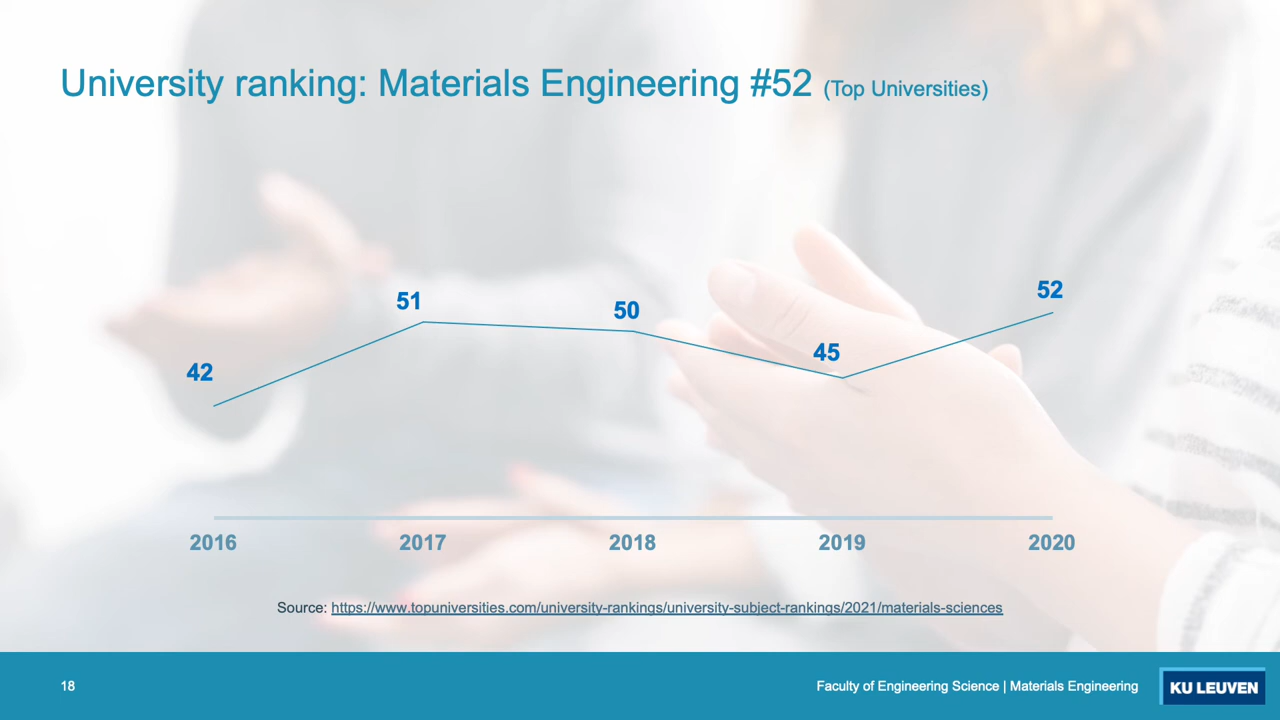 University ranking: Materials Engineering #52 (Top Universities)
42
51
50
45
52
2016 2017 2018 2019 2020
Source: https://www.topuniversities.com/university-rankings/university-subject-rankings/2021/materials-sciences
18 Faculty of Engineering Science | Materials Engineering KU LEUVEN